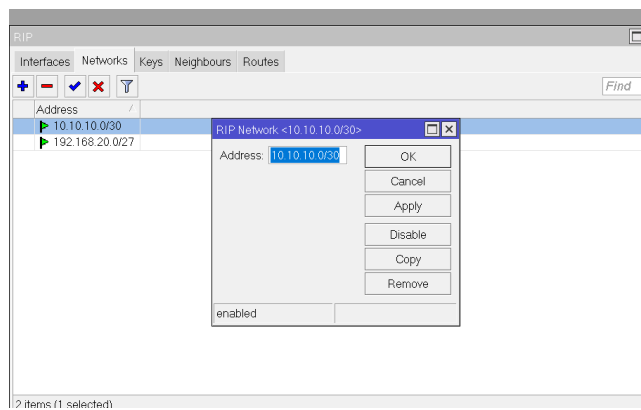 RIP
Interfaces Networks Keys Neighbours Routes
Find
Address
10.10.10.0/30
192.168.20.0/27
RIP Network <10.10.10.0/30>
Address: 10.10.10.0/30
OK
Cancel
Apply
Disable
Copy
Remove
enabled
2 items (1 selected)